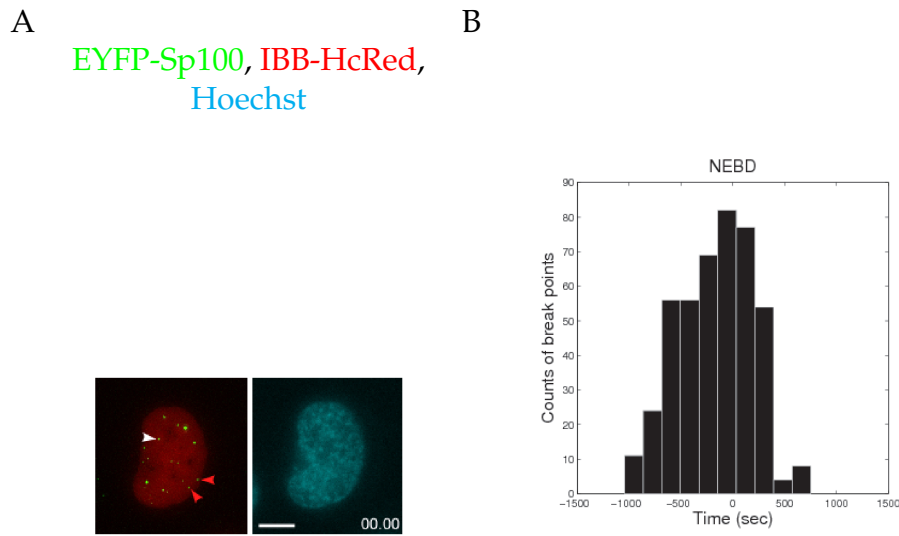 A
EYFP-Sp100, IBB-HcRed,
Hoechst
00.00
B
NEBD
Counts of break points
90
80
70
60
50
40
30
20
10
0
−1500 −1000 −500 0 500 1000 1500
Time (sec)